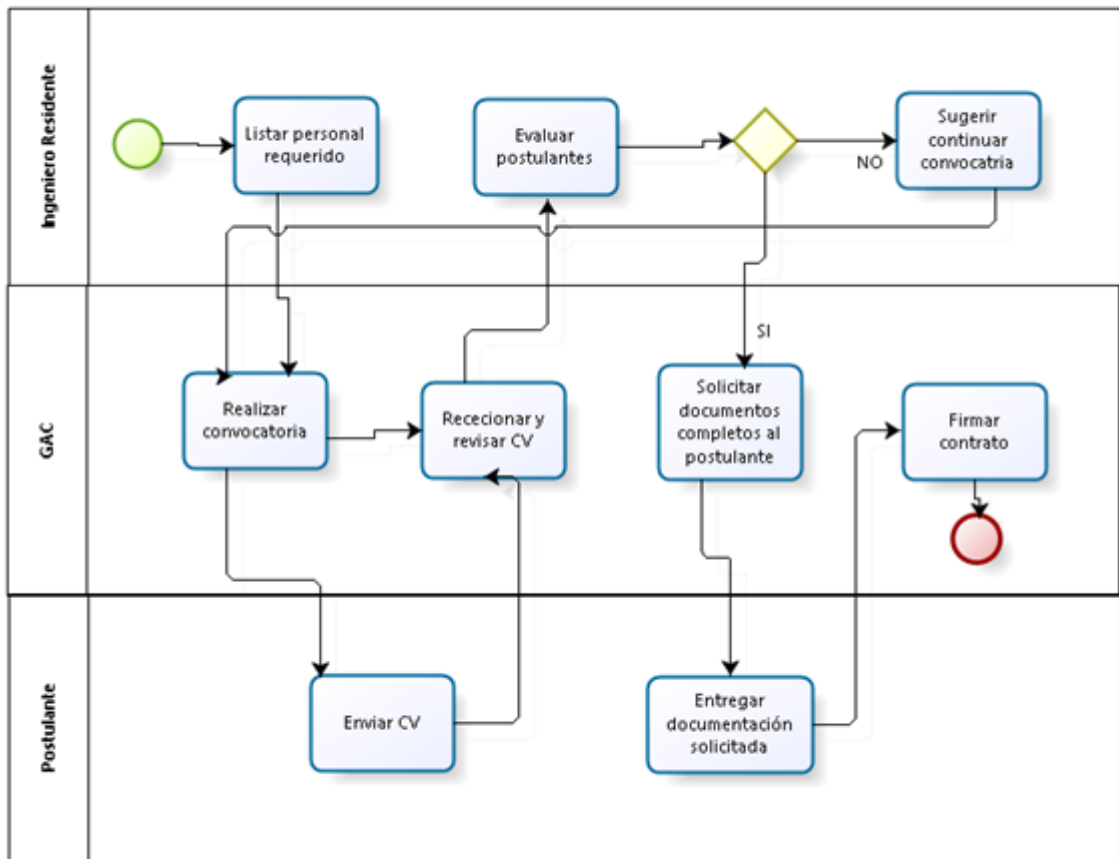 Ingeniero Residente
Listar personal
requerido
Evaluar
postulantes
NO
Sugerir
continuar
convocatria
SI
GAC
Realizar
convocatoria
Rececionar y
revisar CV
Solicitar
documentos
completos al
postulante
Firmar
contrato
Postulante
Enviar CV
Entregar
documentación
solicitada